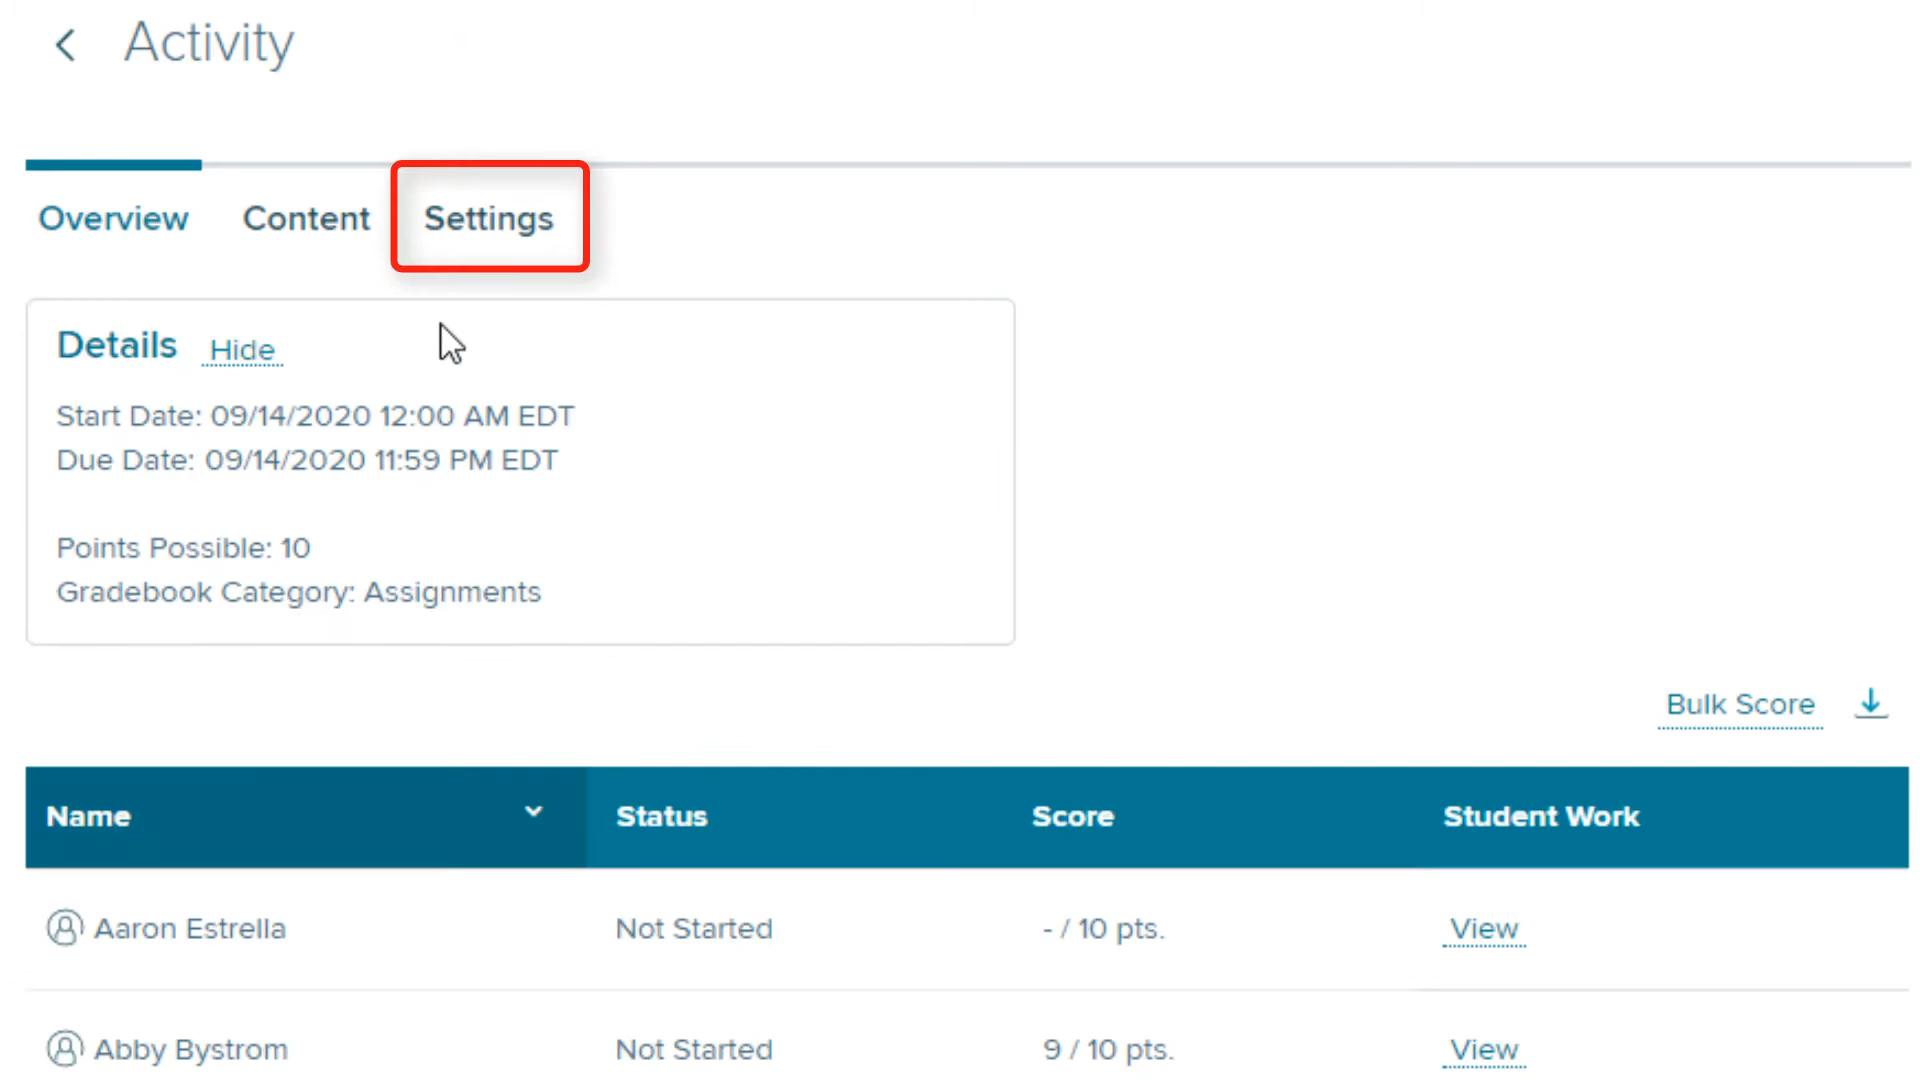 Activity
Overview Content Settings
Details Hide
Start Date: 09/14/2020 12:00 AM EDT
Due Date: 09/14/2020 11:59 PM EDT
Points Possible: 10
Gradebook Category: Assignments
Bulk Score
Name Status Score Student Work
Aaron Estrella Not Started - / 10 pts. View
Abby Bystrom Not Started 9 / 10 pts. View